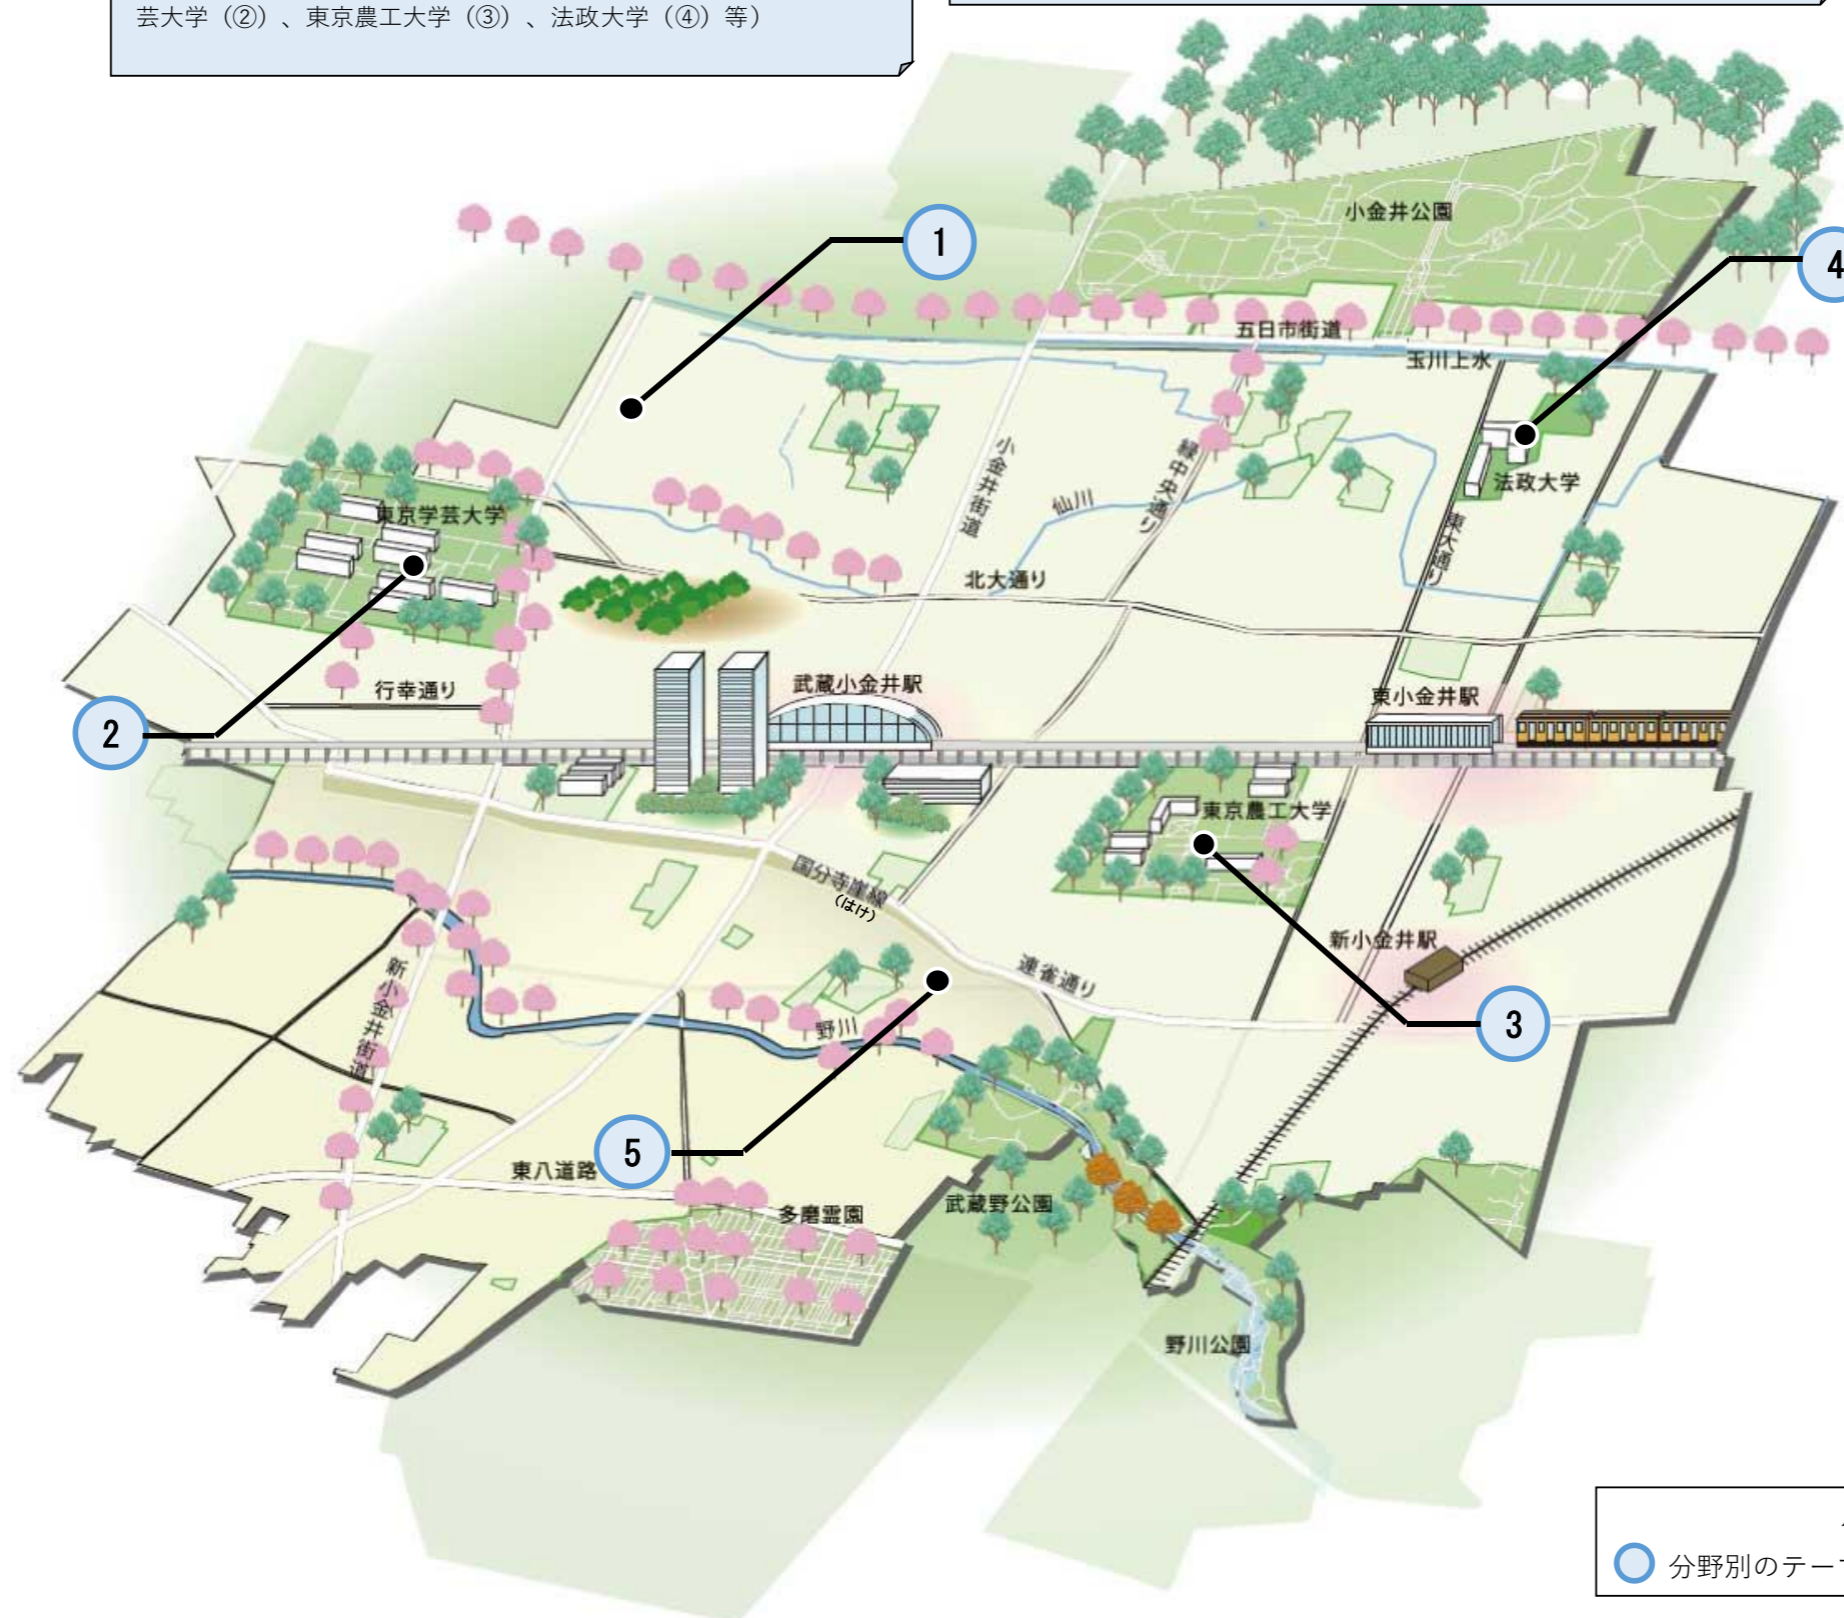 芸大学（②）、東京農工大学（③）、法政大学（④）等）
小金井公園
1
4
五日市街道
玉川上水
小金井街道
緑中央通り
仙川
法政大学
東大通り
東京学芸大学
北大通り
行幸通り
武蔵小金井駅
東小金井駅
2
東京農工大学
国分寺崖線
（はけ）
新小金井駅
連雀通り
新小金井街道
野川
3
5
東八道路
武蔵野公園
多磨霊園
野川公園
分野別のテー